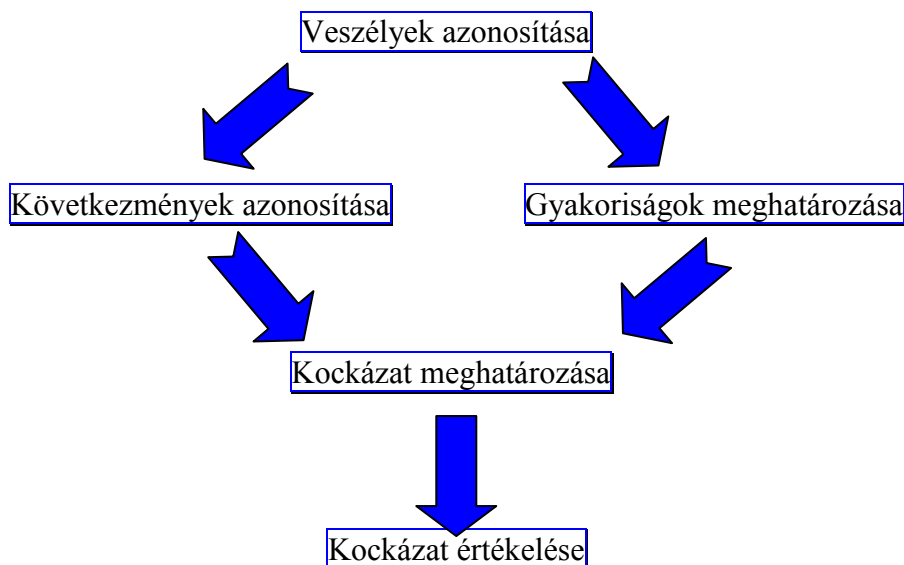 Veszélyek azonosítása
Következmények azonosítása
Gyakoriságok meghatározása
Kockázat meghatározása
Kockázat értékelése